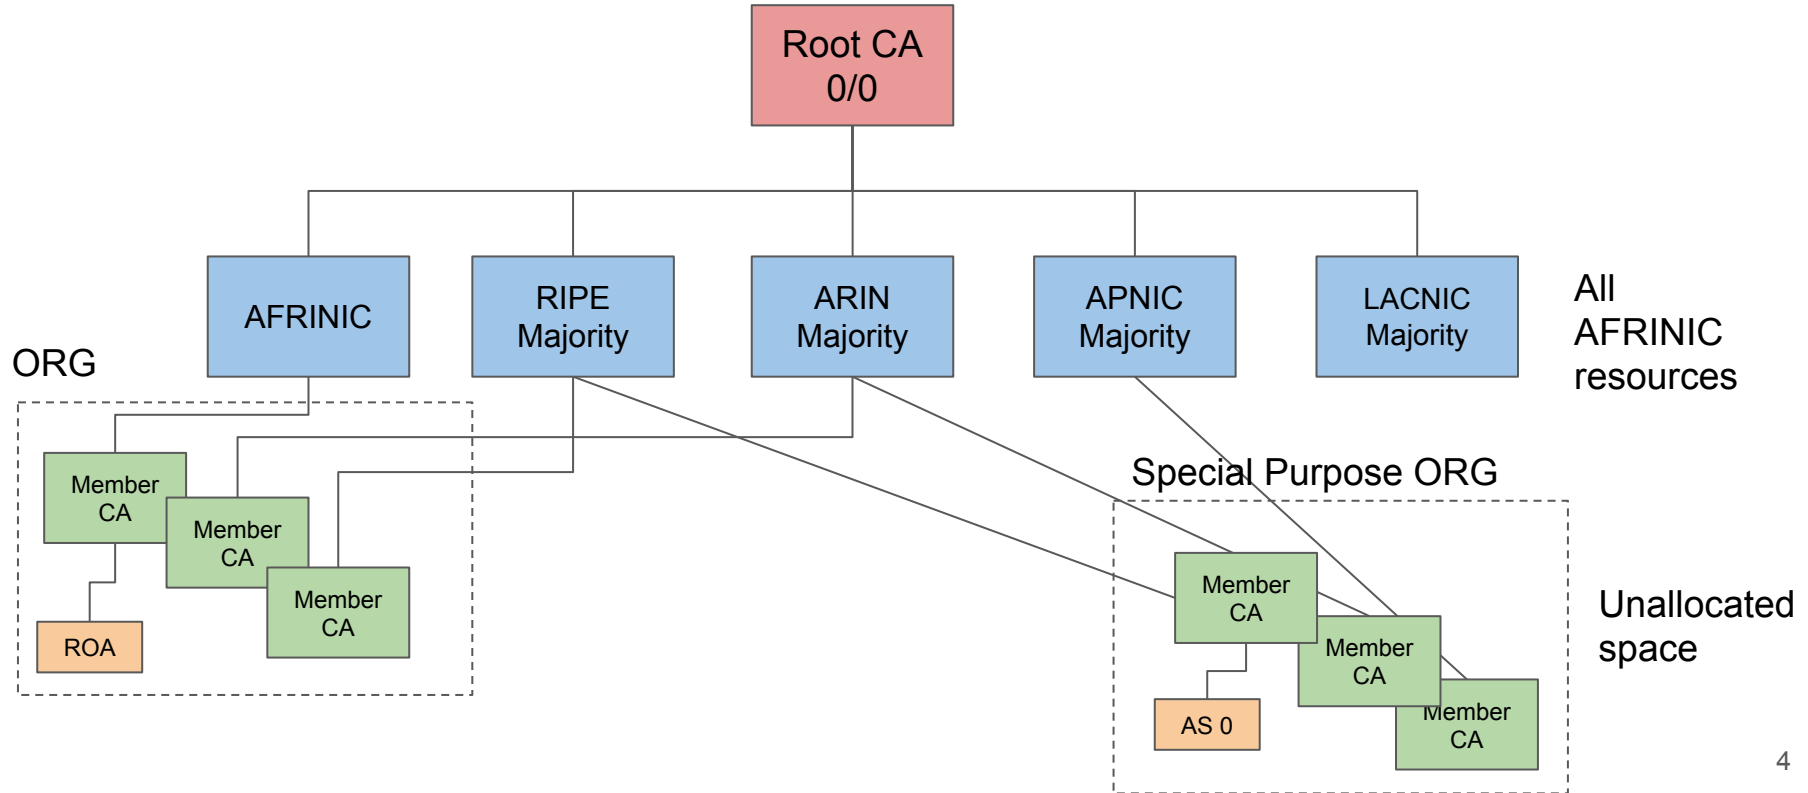 Root CA
0/0
AFRINIC
RIPE
Majority
ARIN
Majority
APNIC
Majority
LACNIC
Majority
All
AFRINIC
resources
ORG
Member
CA
Member
CA
Member
CA
ROA
Special Purpose ORG
Member
CA
Member
CA
Member
CA
AS 0
Unallocated
space
4